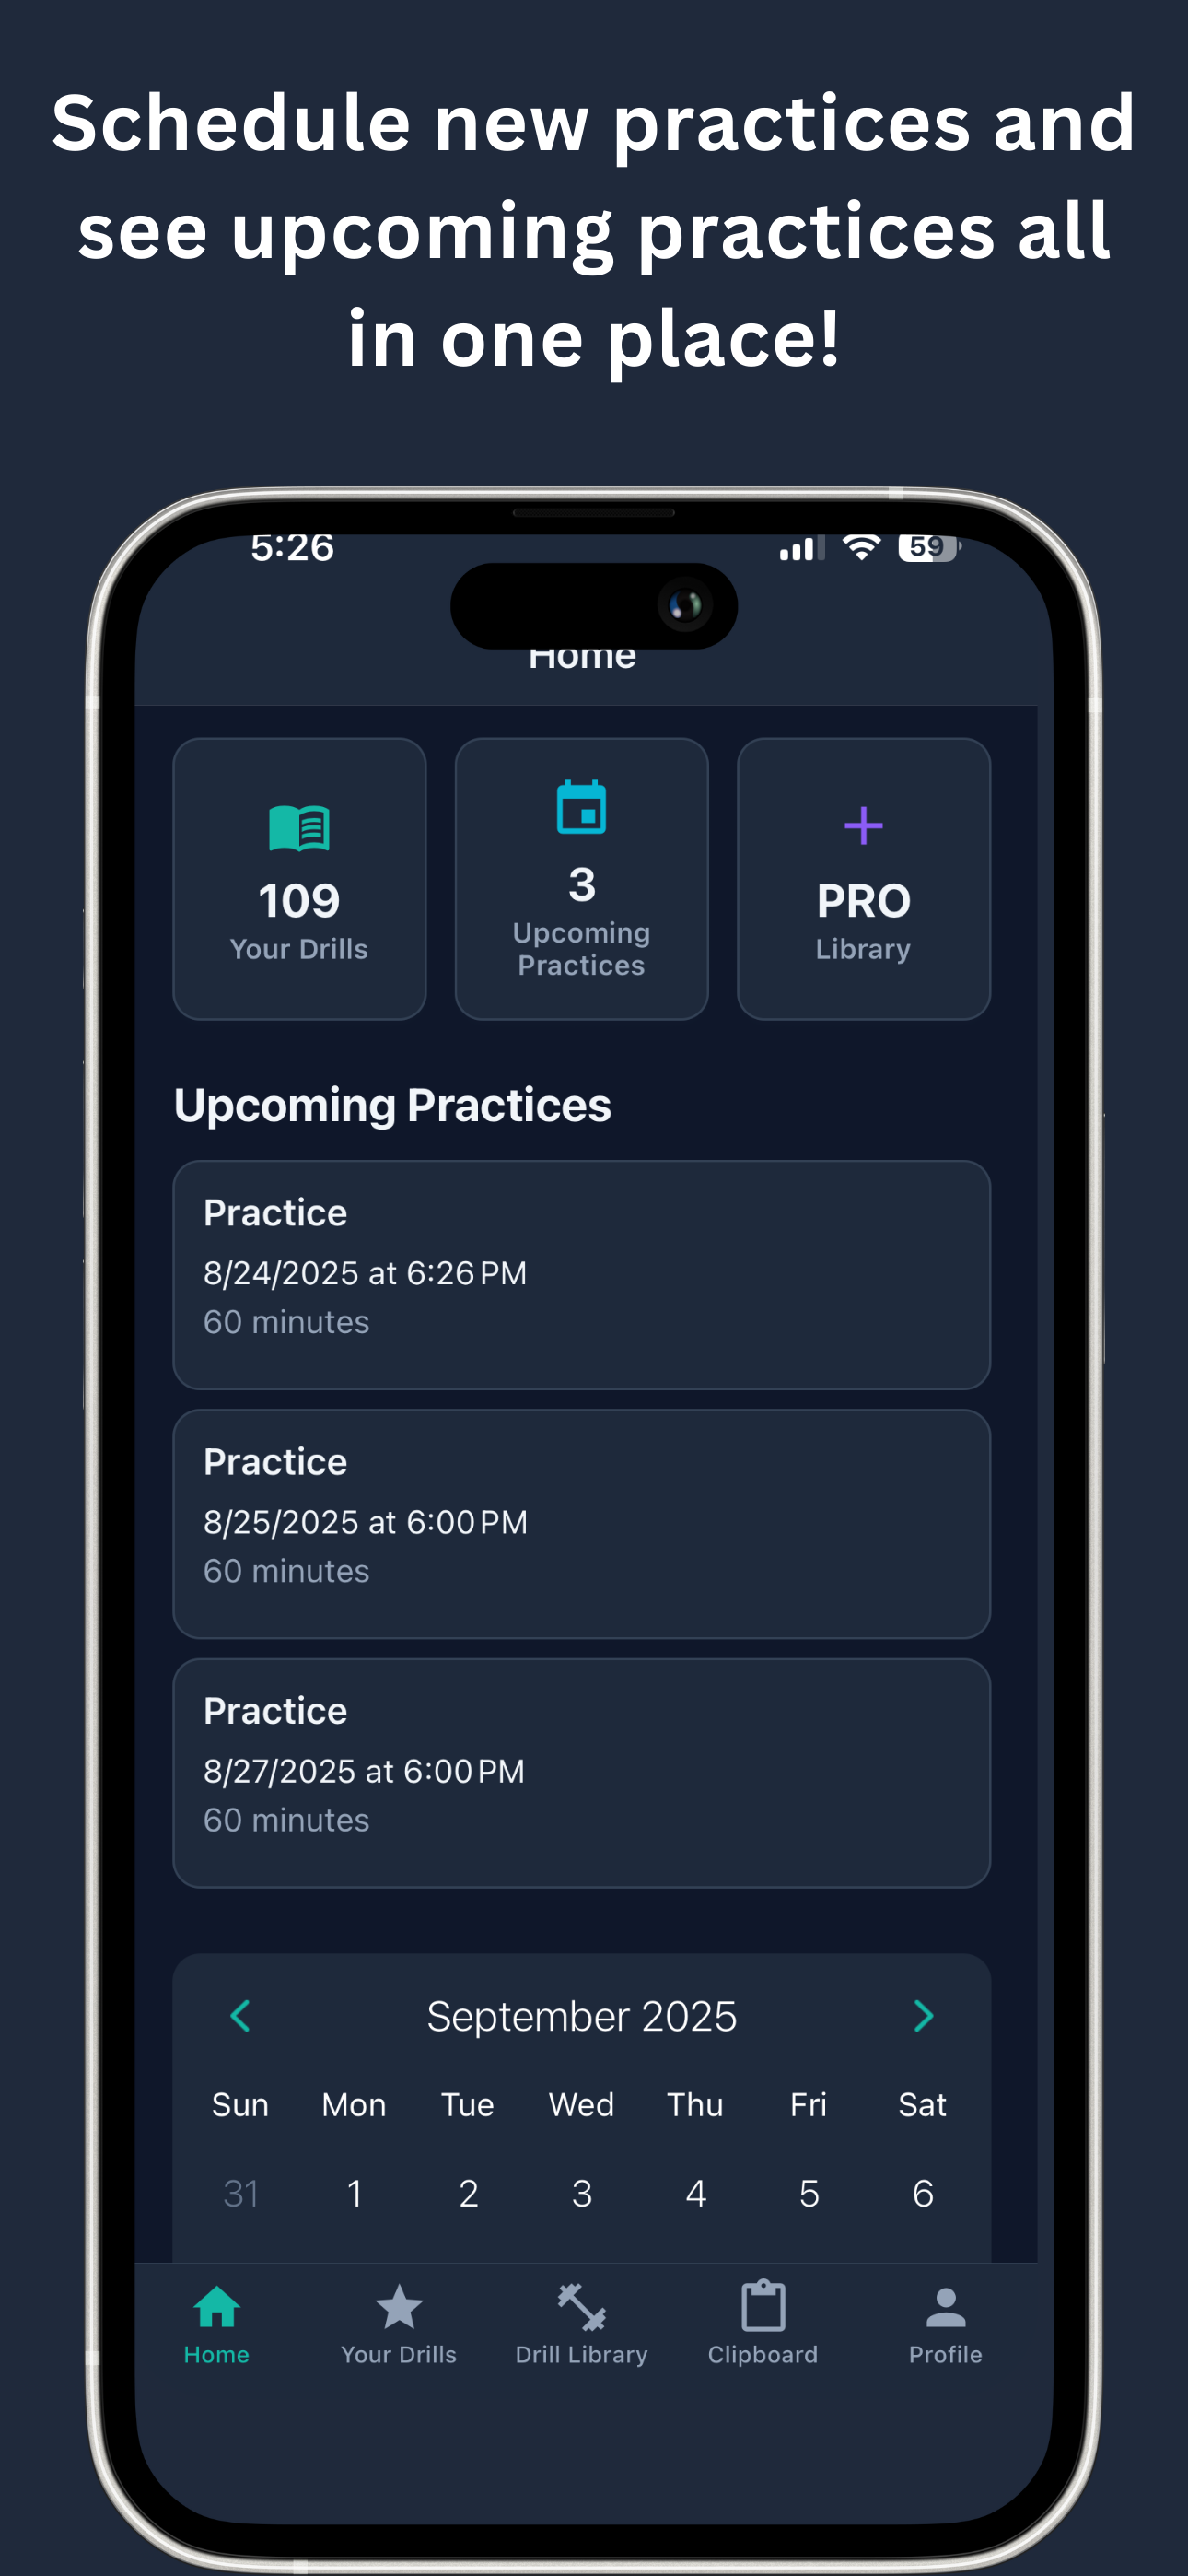 Schedule new practices and
see upcoming practices all
in one place!
5:26
59
Home
109
Your Drills
3
Upcoming
Practices
PRO
Library
Upcoming Practices
Practice
8/24/2025 at 6:26 PM
60 minutes
Practice
8/25/2025 at 6:00 PM
60 minutes
Practice
8/27/2025 at 6:00 PM
60 minutes
September 2025
Sun Mon Tue Wed Thu Fri Sat
31 1 2 3 4 5 6
Home Your Drills Drill Library Clipboard Profile